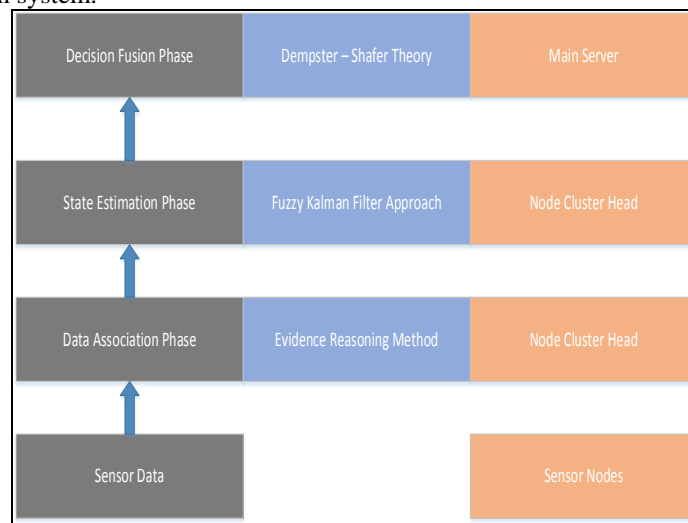 n system.
Decision Fusion Phase
Dempster – Shafer Theory
Main Server
State Estimation Phase
Fuzzy Kalman Filter Approach
Node Cluster Head
Data Association Phase
Evidence Reasoning Method
Node Cluster Head
Sensor Data
Sensor Nodes